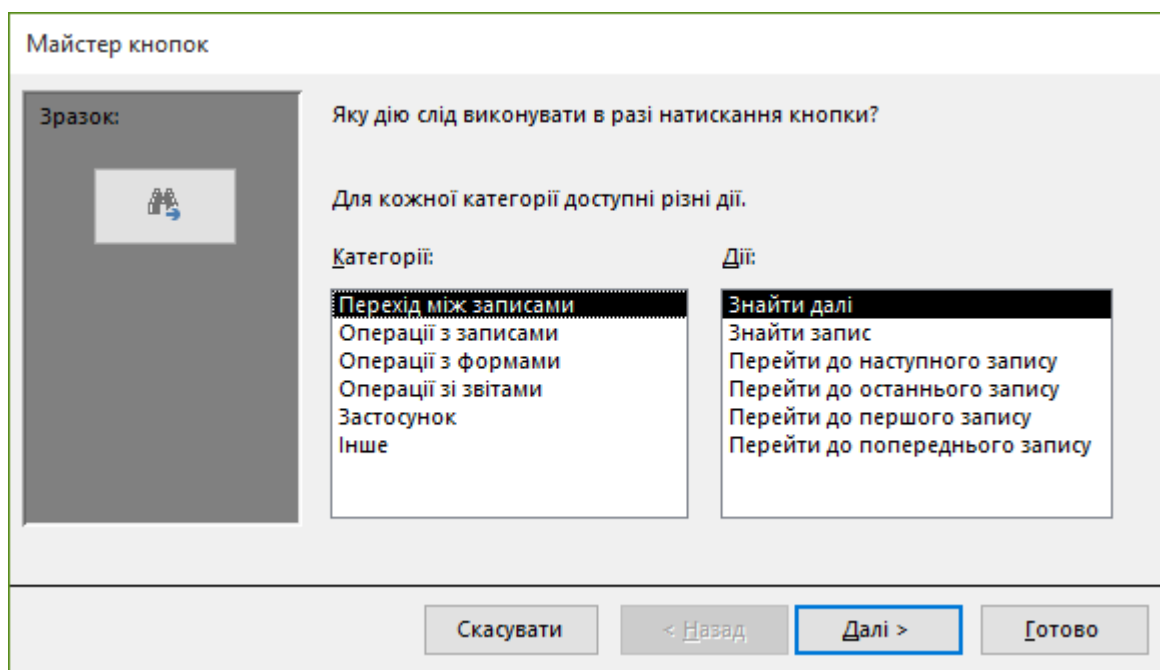 Майстер кнопок
Зразок:
Яку дію слід виконувати в разі натискання кнопки?
Для кожної категорії доступні різні дії.
Категорії:
Перехід між записами
Операції з записами
Операції з формами
Операції зі звітами
Застосунок
Інше
Дії:
Знайти далі
Знайти запис
Перейти до наступного запису
Перейти до останнього запису
Перейти до першого запису
Перейти до попереднього запису
Скасувати
< Назад
Далі >
Готово